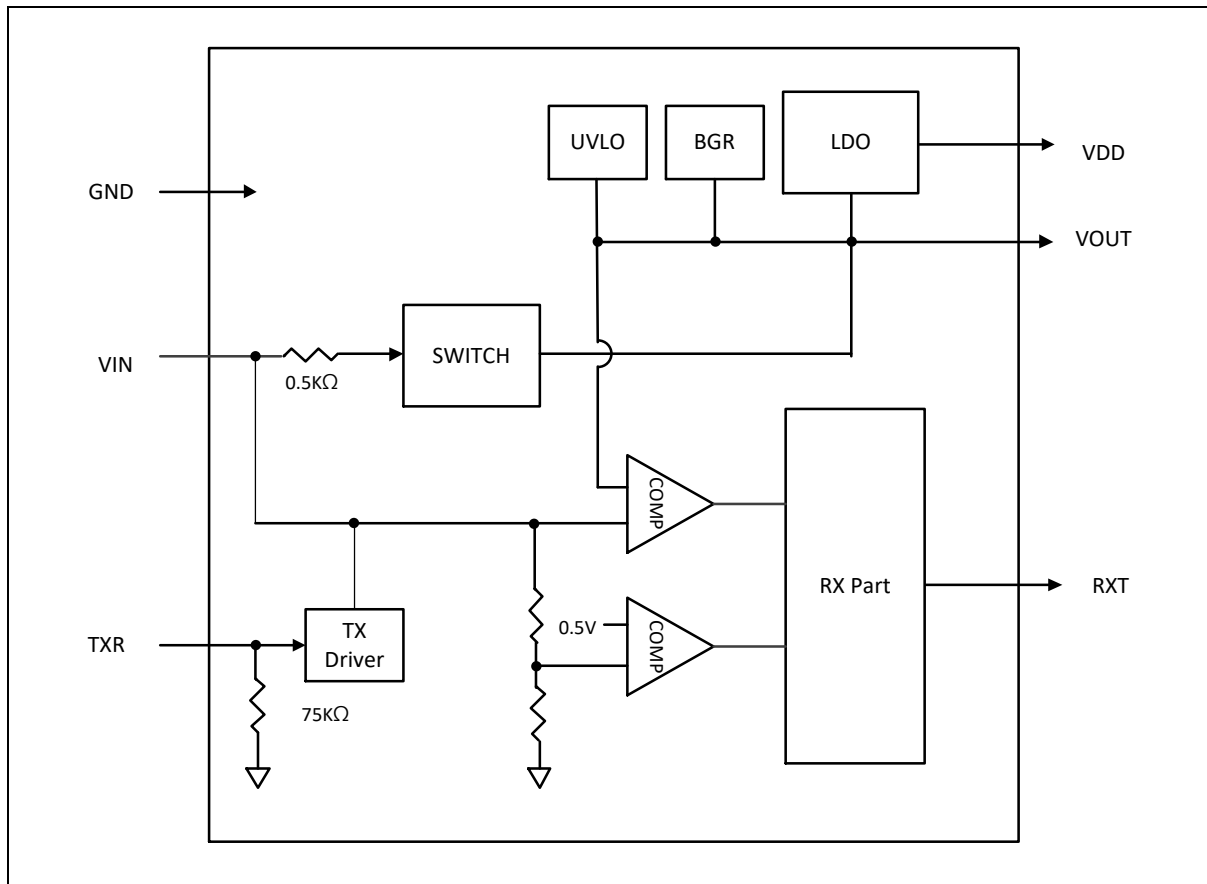 UVLO
BGR
LDO
VDD
GND
VOUT
VIN
SWITCH
0.5KΩ
COMP
RX Part
RXT
TXR
TX
Driver
0.5V
COMP
75KΩ